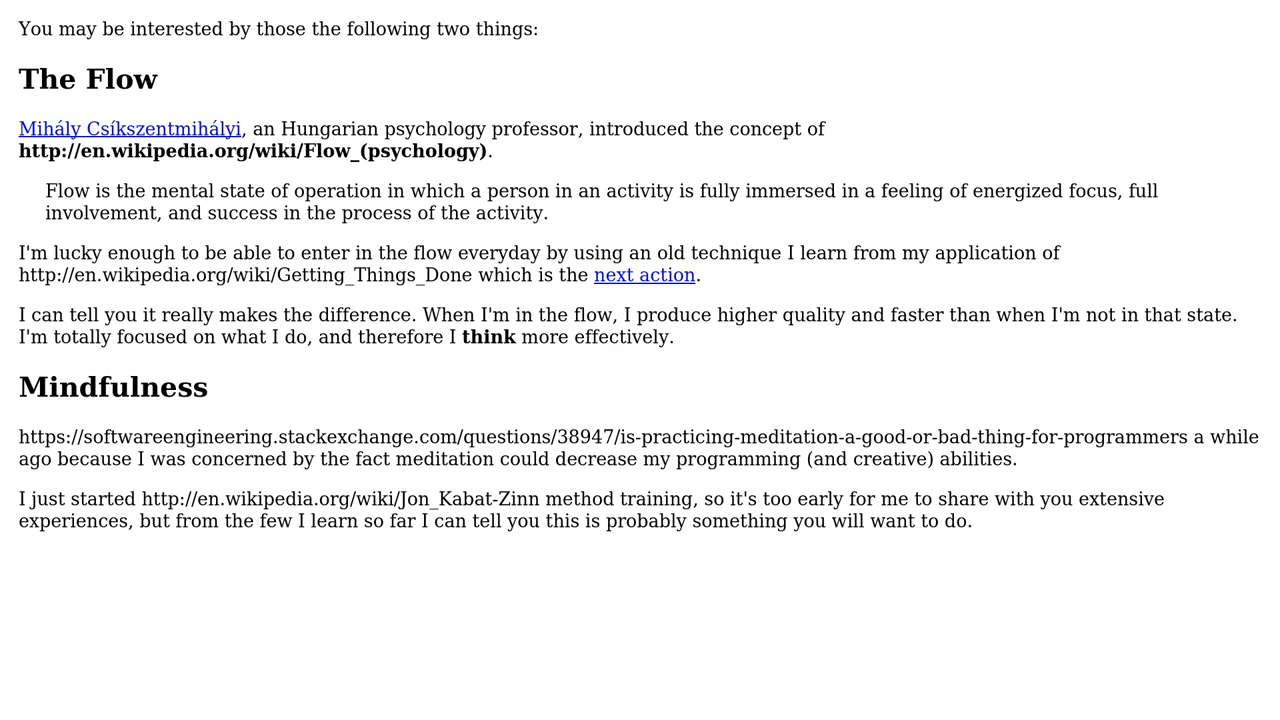 You may be interested by those the following two things:
The Flow
Mihály Csíkszentmihályi, an Hungarian psychology professor, introduced the concept of
http://en.wikipedia.org/wiki/Flow_(psychology).
Flow is the mental state of operation in which a person in an activity is fully immersed in a feeling of energized focus, full
involvement, and success in the process of the activity.
I'm lucky enough to be able to enter in the flow everyday by using an old technique I learn from my application of
http://en.wikipedia.org/wiki/Getting_Things_Done which is the next action.
I can tell you it really makes the difference. When I'm in the flow, I produce higher quality and faster than when I'm not in that state.
I'm totally focused on what I do, and therefore I think more effectively.
Mindfulness
https://softwareengineering.stackexchange.com/questions/38947/is-practicing-meditation-a-good-or-bad-thing-for-programmers a while
ago because I was concerned by the fact meditation could decrease my programming (and creative) abilities.
I just started http://en.wikipedia.org/wiki/Jon_Kabat-Zinn method training, so it's too early for me to share with you extensive
experiences, but from the few I learn so far I can tell you this is probably something you will want to do.